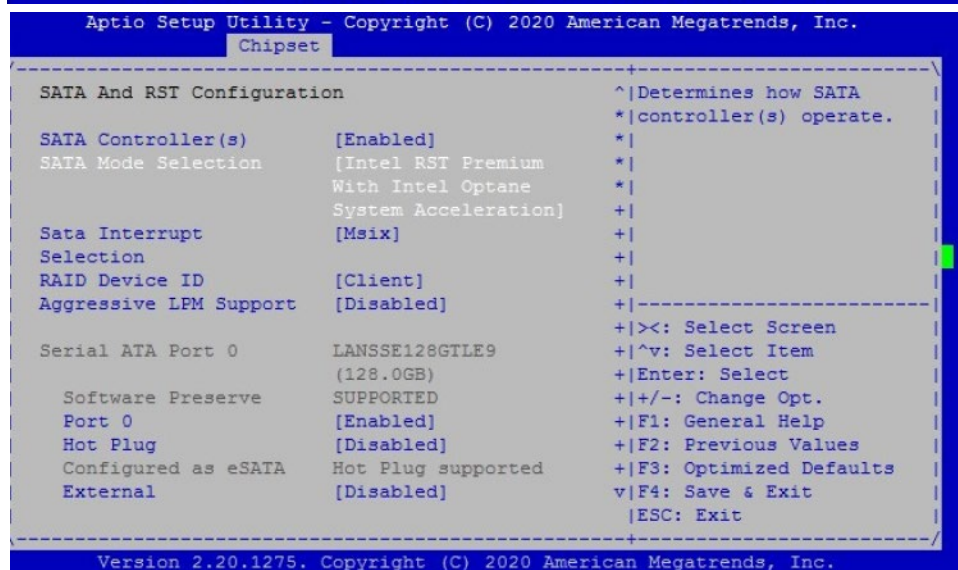 Aptio Setup Utility - Copyright (C) 2020 American Megatrends, Inc.
Chipset
/-----------------------------------------------------+--------------------------\
| SATA And RST Configuration ^|Determines how SATA |
| *|controller(s) operate. |
| SATA Controller(s) [Enabled] *| |
| SATA Mode Selection [Intel RST Premium *| |
| With Intel Optane *| |
| System Acceleration] +| |
| Sata Interrupt [Msix] +| |
| Selection +| |
| RAID Device ID [Client] +| |
| Aggressive LPM Support [Disabled] +|--------------------------|
| +|><: Select Screen |
| Serial ATA Port 0 LANSSE128GTLE9 +|^v: Select Item |
| (128.0GB) +|Enter: Select |
| Software Preserve SUPPORTED +|+/-: Change Opt. |
| Port 0 [Enabled] +|F1: General Help |
| Hot Plug [Disabled] +|F2: Previous Values |
| Configured as eSATA Hot Plug supported +|F3: Optimized Defaults |
| External [Disabled] v|F4: Save & Exit |
| |ESC: Exit |
\-----------------------------------------------------+--------------------------/
Version 2.20.1275. Copyright (C) 2020 American Megatrends, Inc.